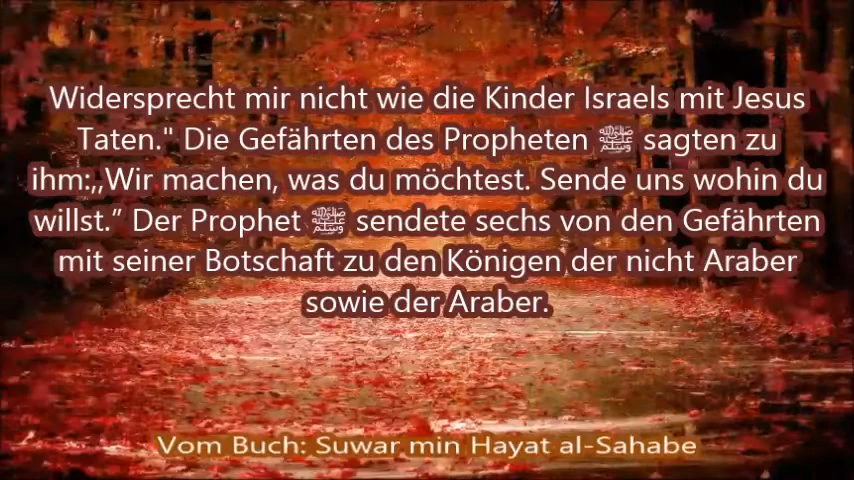 Widersprecht mir nicht wie die Kinder Israels mit Jesus
Taten." Die Gefährten des Propheten ﷺ sagten zu
ihm:,,Wir machen, was du möchtest. Sende uns wohin du
willst.” Der Prophet ﷺ sendete sechs von den Gefährten
mit seiner Botschaft zu den Königen der nicht Araber
sowie der Araber.
Vom Buch: Suwar min Hayat al-Sahabe